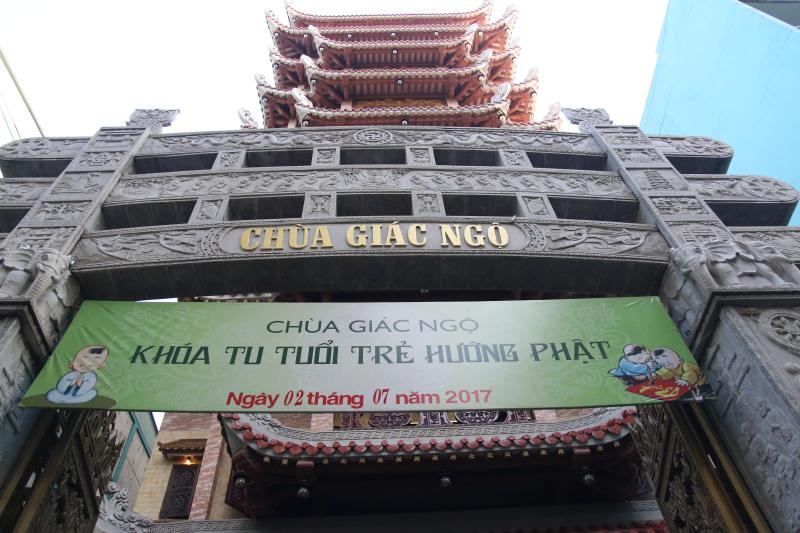 CHÙA GIÁC NGỘ
CHÙA GIÁC NGỘ
KHÓA TU TUỔI TRẺ HƯỚNG PHẬT
Ngày 02 tháng 07 năm 2017